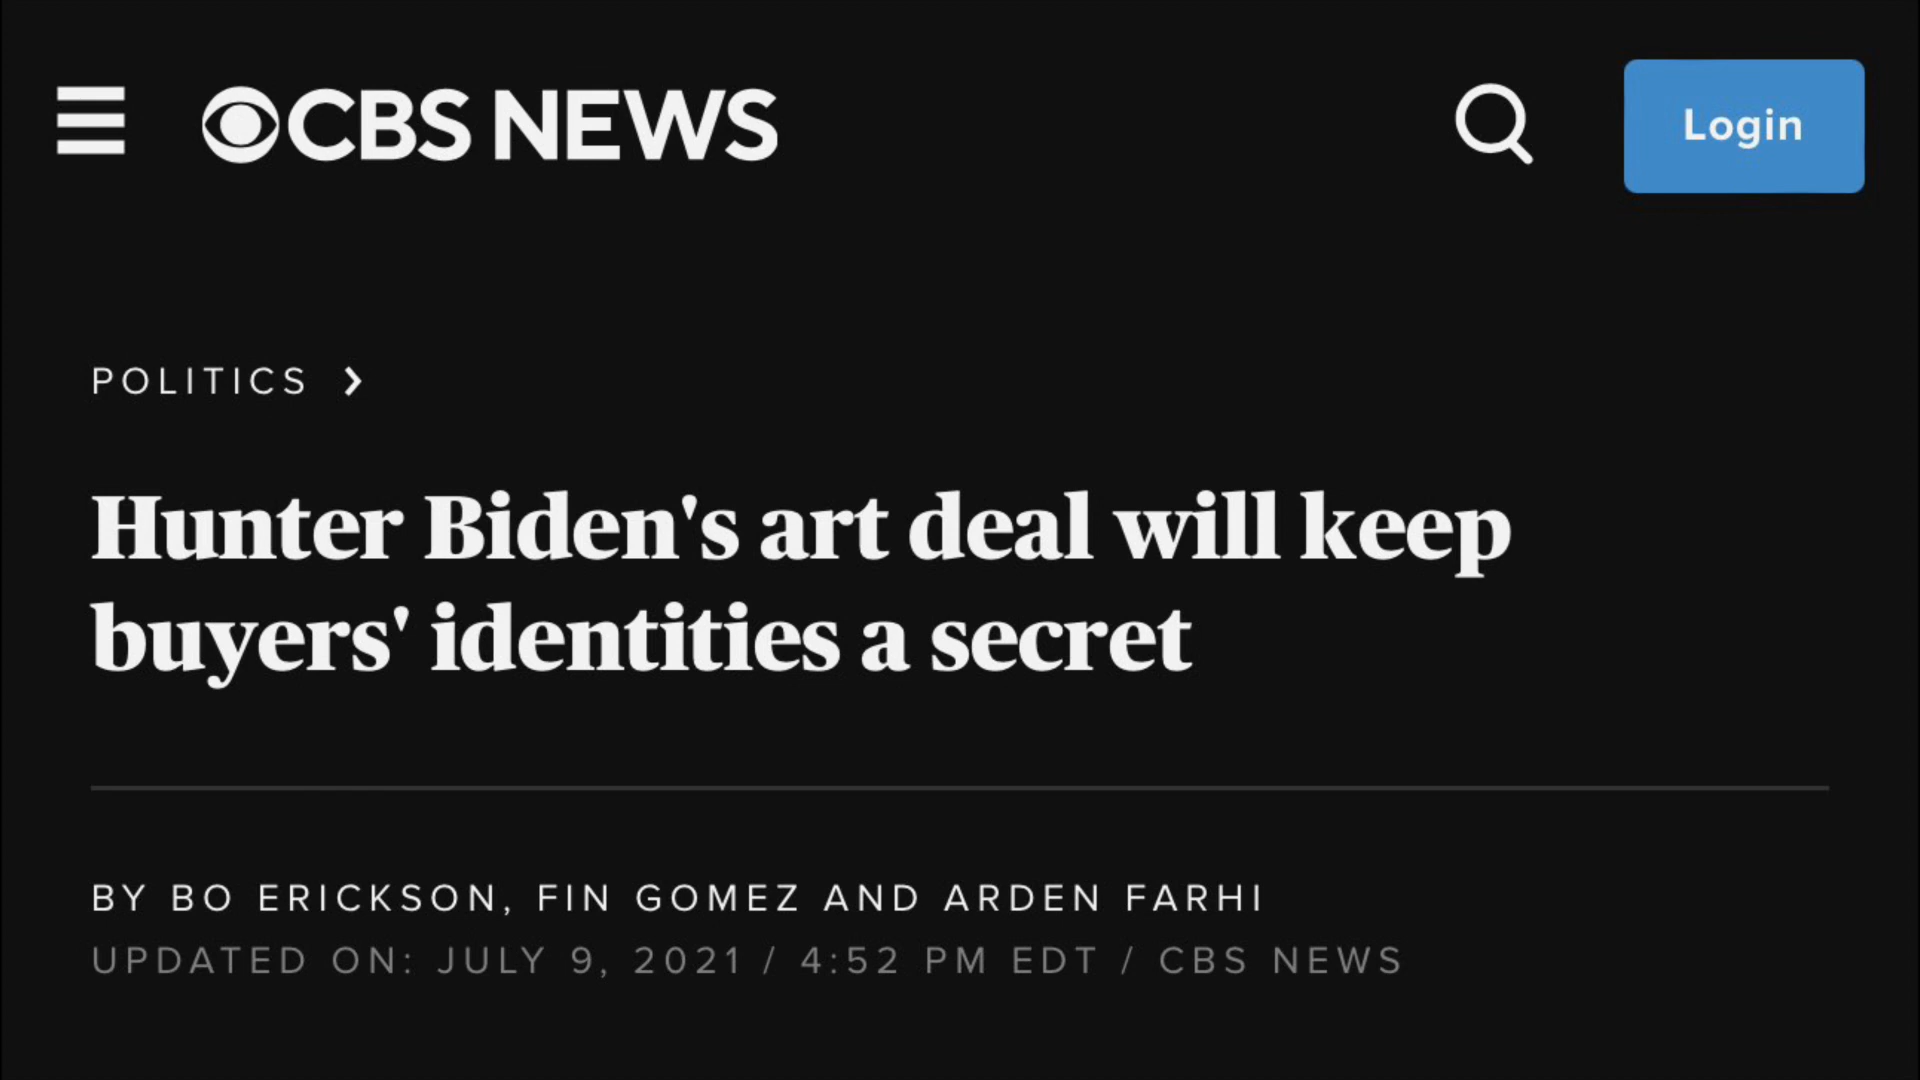 CBS NEWS
Login
POLITICS
Hunter Biden's art deal will keep
buyers' identities a secret
BY BO ERICKSON, FIN GOMEZ AND ARDEN FARHI
UPDATED ON: JULY 9, 2021 / 4:52 PM EDT / CBS NEWS